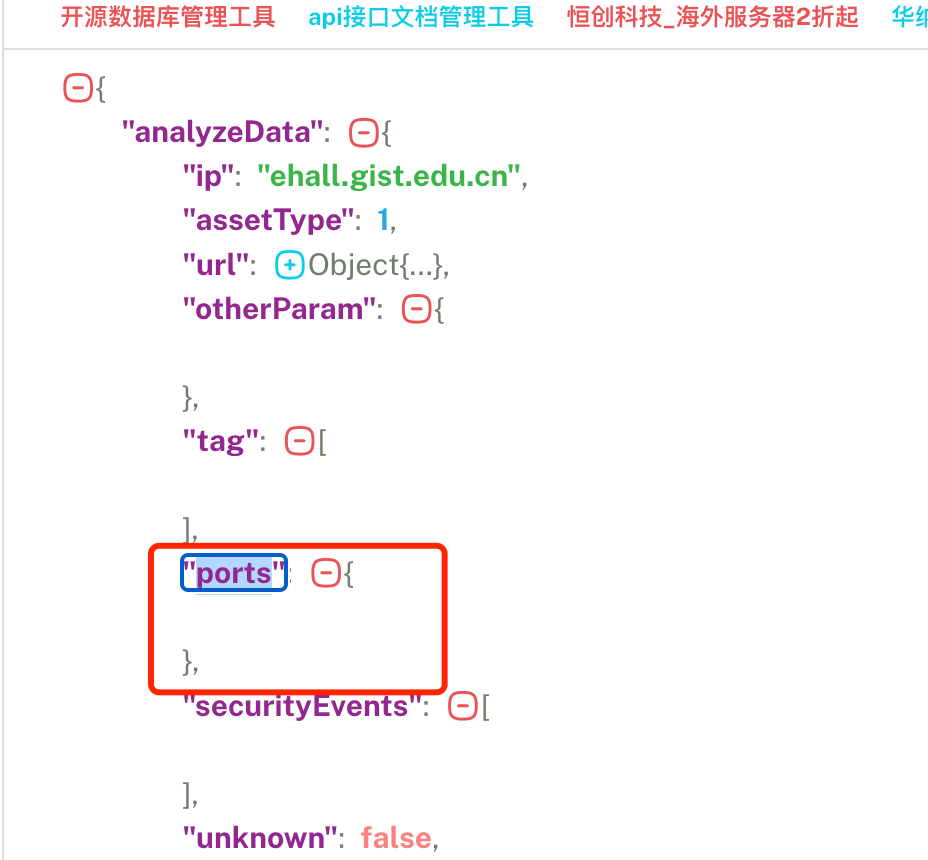 开源数据库管理工具 api接口文档管理工具 恒创科技_海外服务器2折起 华
{
"analyzeData": {
"ip": "ehall.gist.edu.cn",
"assetType": 1,
"url": Object{...},
"otherParam": {
},
"tag": [
],
"ports": {
},
"securityEvents": [
],
"unknown": false,